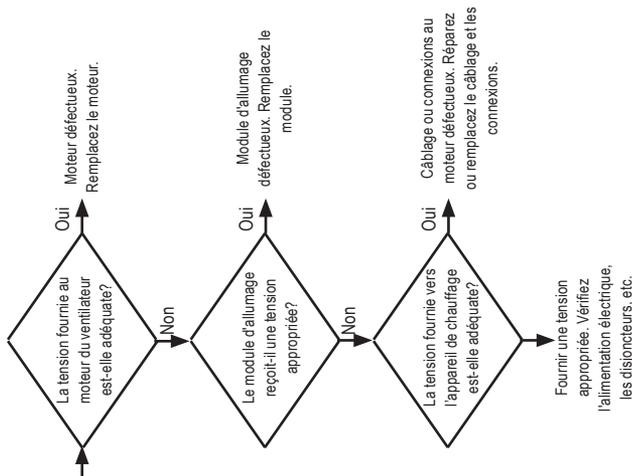 La tension fournie au
moteur du ventilateur
est-elle adéquate?
Oui
Moteur défectueux.
Remplacez le moteur.
Non
Le module d'allumage
reçoit-il une tension
appropriée?
Oui
Module d'allumage
défectueux. Remplacez le
module.
Non
La tension fournie vers
l'appareil de chauffage
est-elle adéquate?
Oui
Câblage ou connexions au
moteur défectueux. Réparez
ou remplacez le câblage et les
connexions.
Fournir une tension
appropriée. Vérifiez
l'alimentation électrique,
les disioncteurs, etc.